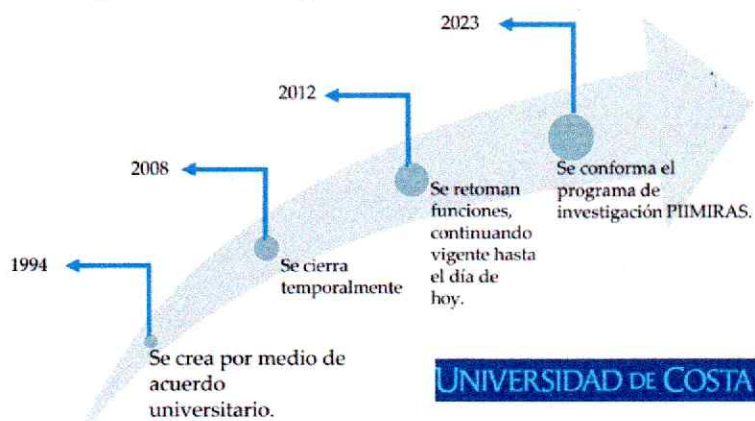 2023
2012
Se conforma el
programa de
investigación PIIMIRAS.
2008
Se retoman
funciones,
continuando
vigente hasta
el día de
hoy.
1994
Se cierra
temporalmente
Se crea por medio de
acuerdo
universitario.
UNIVERSIDAD DE COSTA